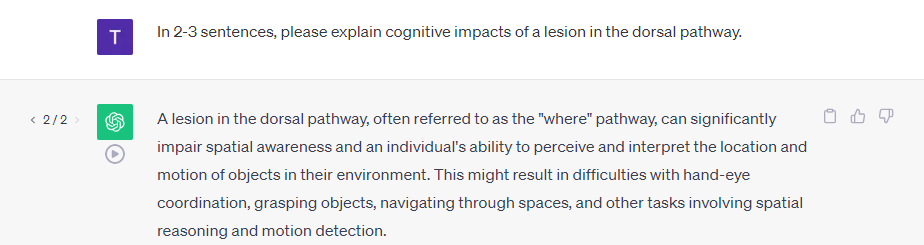 T
In 2-3 sentences, please explain cognitive impacts of a lesion in the dorsal pathway.
< 2 / 2 >
A lesion in the dorsal pathway, often referred to as the "where" pathway, can significantly
impair spatial awareness and an individual's ability to perceive and interpret the location and
motion of objects in their environment. This might result in difficulties with hand-eye
coordination, grasping objects, navigating through spaces, and other tasks involving spatial
reasoning and motion detection.